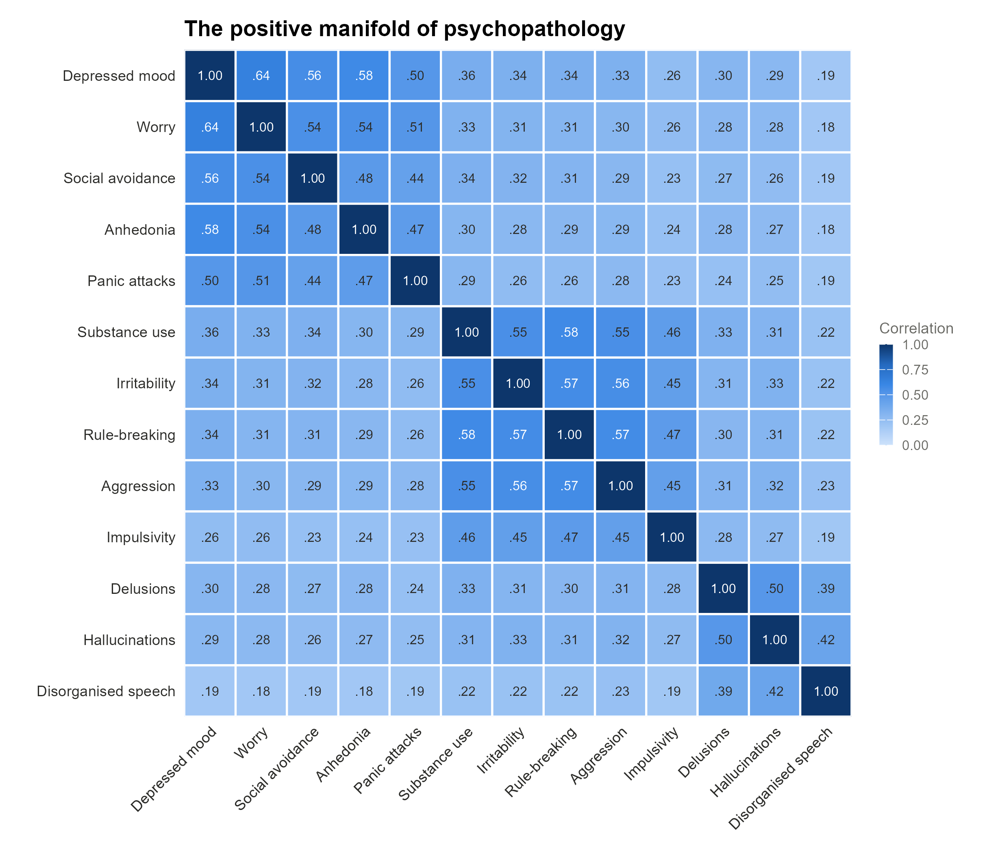 The positive manifold of psychopathology
Depressed mood 1.00 .64 .56 .58 .50 .36 .34 .34 .33 .26 .30 .29 .19
Worry .64 1.00 .54 .54 .51 .33 .31 .31 .30 .26 .28 .28 .18
Social avoidance .56 .54 1.00 .48 .44 .34 .32 .31 .29 .23 .27 .26 .19
Anhedonia .58 .54 .48 1.00 .47 .30 .28 .29 .29 .24 .28 .27 .18
Panic attacks .50 .51 .44 .47 1.00 .29 .26 .26 .28 .23 .24 .25 .19
Substance use .36 .33 .34 .30 .29 1.00 .55 .58 .55 .46 .33 .31 .22
Irritability .34 .31 .32 .28 .26 .55 1.00 .57 .56 .45 .31 .33 .22
Rule-breaking .34 .31 .31 .29 .26 .58 .57 1.00 .57 .47 .30 .31 .22
Aggression .33 .30 .29 .29 .28 .55 .56 .57 1.00 .45 .31 .32 .23
Impulsivity .26 .26 .23 .24 .23 .46 .45 .47 .45 1.00 .28 .27 .19
Delusions .30 .28 .27 .28 .24 .33 .31 .30 .31 .28 1.00 .50 .39
Hallucinations .29 .28 .26 .27 .25 .31 .33 .31 .32 .27 .50 1.00 .42
Disorganised speech .19 .18 .19 .18 .19 .22 .22 .22 .23 .19 .39 .42 1.00
Depressed mood
Worry
Social avoidance
Anhedonia
Panic attacks
Substance use
Irritability
Rule-breaking
Aggression
Impulsivity
Delusions
Hallucinations
Disorganised speech
Correlation
1.00
0.75
0.50
0.25
0.00